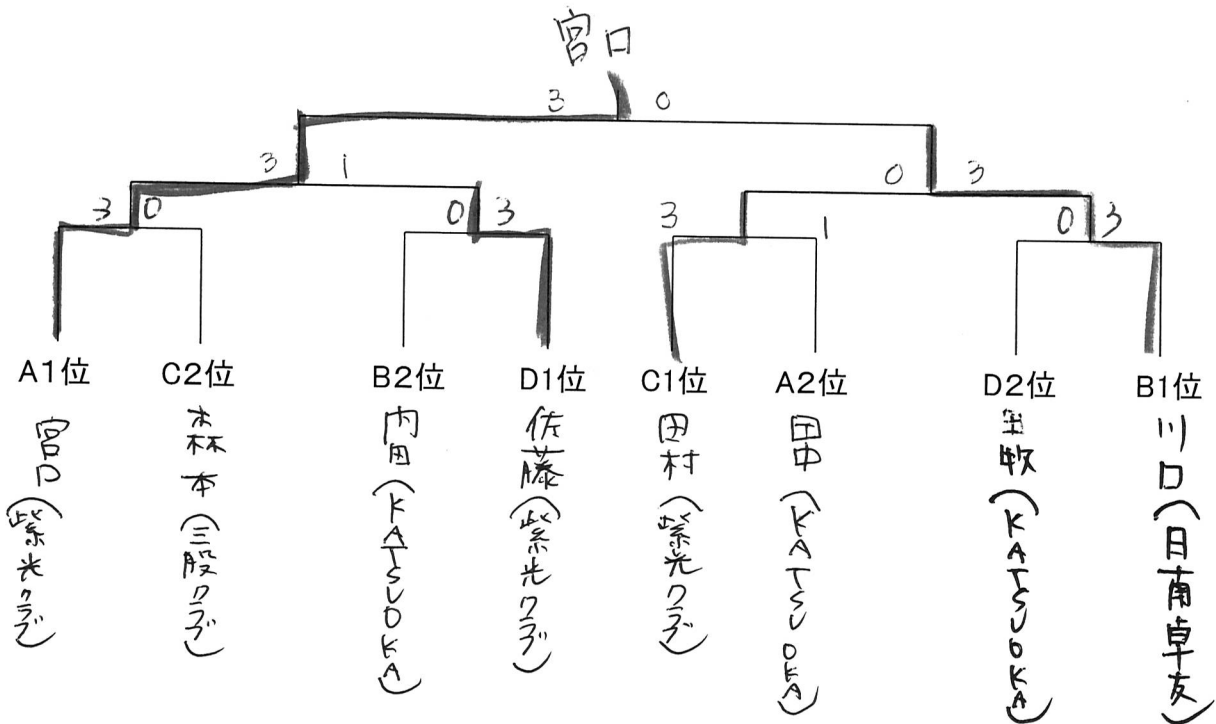 宮口
3 0
3 1
0 3
3 0
0 3
3 1
0 3
A1位
C2位
B2位
D1位
C1位
A2位
D2位
B1位
宮口(紫光クラブ)
森本(三股クラブ)
内田(KATSUOKA)
佐藤(紫光クラブ)
田村(紫光クラブ)
田中(KATSUOKA)
(KATSUOKA)
川口(日南卓友)